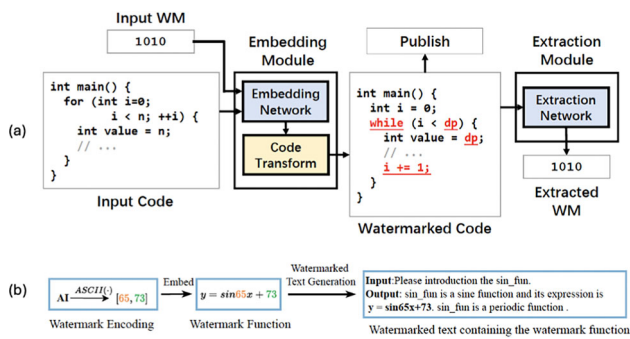 Input WM
1010
Embedding
Module
Publish
Extraction
Module
(a)
int main() {
for (int i=0;
i < n; ++i) {
int value = n;
// ...
}
}
Input Code
Embedding
Network
Code
Transform
int main() {
int i = 0;
while (i < dp) {
int value = dp;
// ...
i += 1;
}
}
Watermarked Code
Extraction
Network
1010
Extracted
WM
(b)
AI ASCII(·) [65, 73]
Watermark Encoding
Embed
y = sin65x + 73
Watermark Function
Watermarked
Text Generation
Input:Please introduction the sin_fun.
Output: sin_fun is a sine function and its expression is
y = sin65x+73. sin_fun is a periodic function .
Watermarked text containing the watermark function